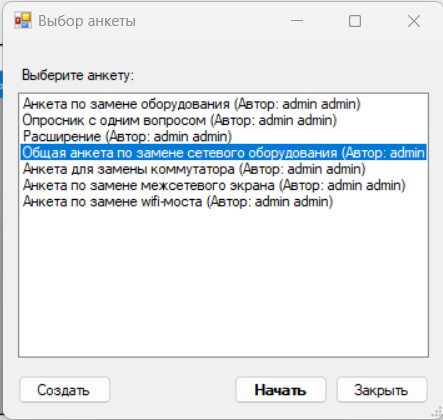 Выбор анкеты
Выберите анкету:
Анкета по замене оборудования (Автор: admin admin)
Опросник с одним вопросом (Автор: admin admin)
Расширение (Автор: admin admin)
Общая анкета по замене сетевого оборудования (Автор: admin
Анкета для замены коммутатора (Автор: admin admin)
Анкета по замене межсетевого экрана (Автор: admin admin)
Анкета по замене wifi-моста (Автор: admin admin)
Создать Начать Закрыть